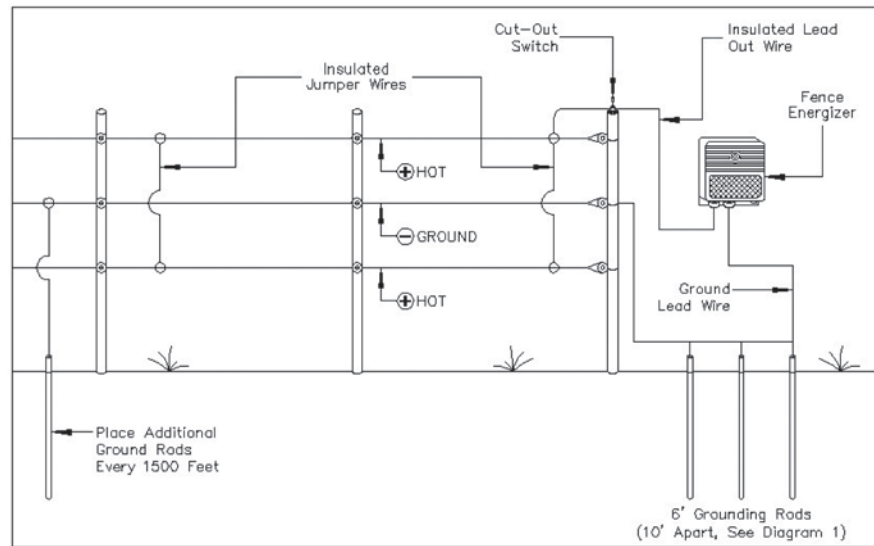 Cut-Out
Switch
Insulated Lead
Out Wire
Insulated
Jumper Wires
Fence
Energizer
+ HOT
− GROUND
+ HOT
Ground
Lead Wire
Place Additional
Ground Rods
Every 1500 Feet
6' Grounding Rods
(10' Apart, See Diagram 1)